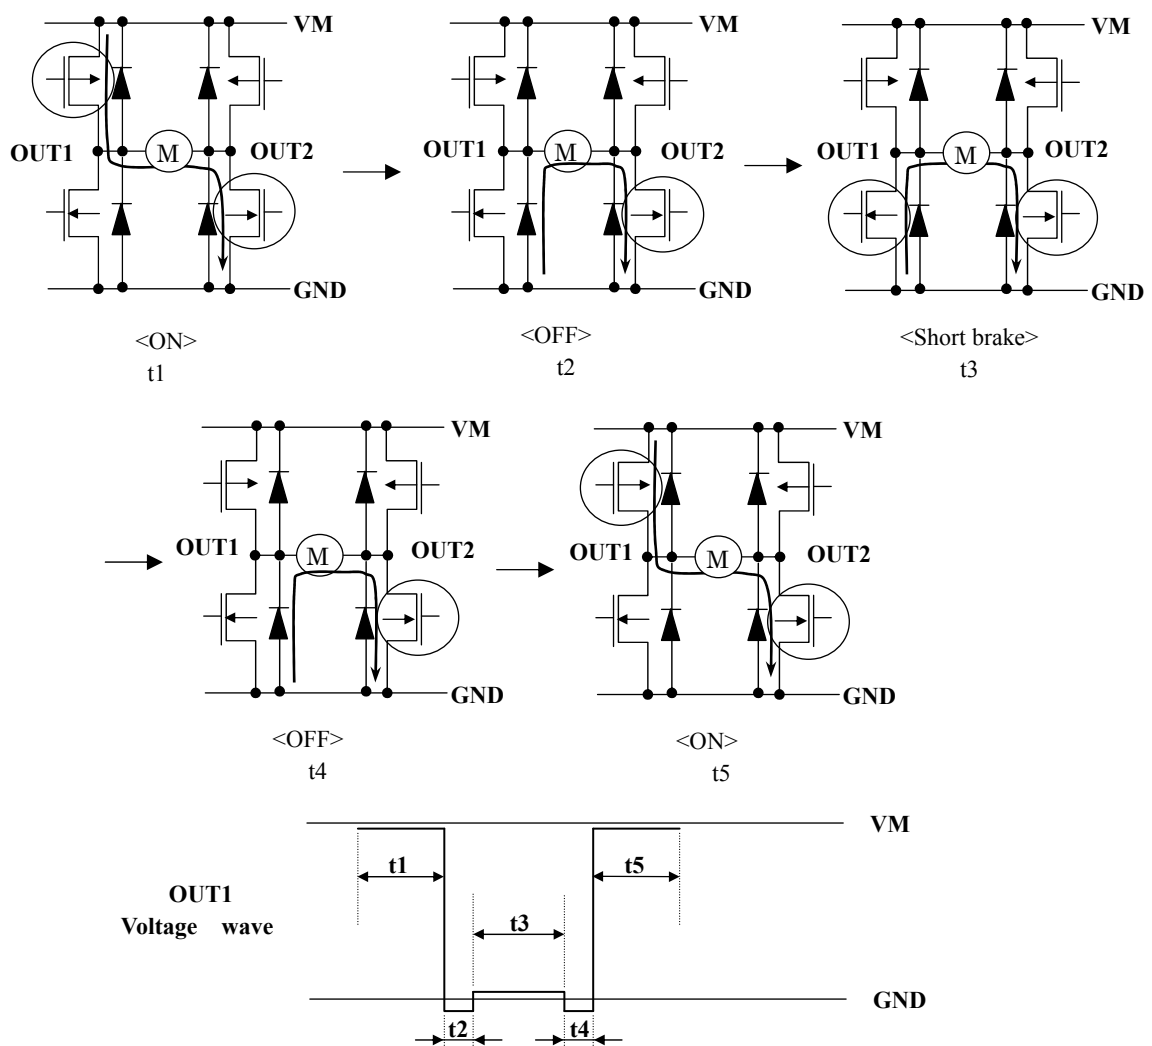 VM
VM
VM
OUT1
M
OUT2
OUT1
M
OUT2
OUT1
M
OUT2
GND
GND
GND
<ON>
t1
<OFF>
t2
<Short brake>
t3
VM
VM
OUT1
M
OUT2
OUT1
M
OUT2
GND
GND
<OFF>
t4
<ON>
t5
VM
t1
t5
OUT1
Voltage wave
t3
GND
t2
t4